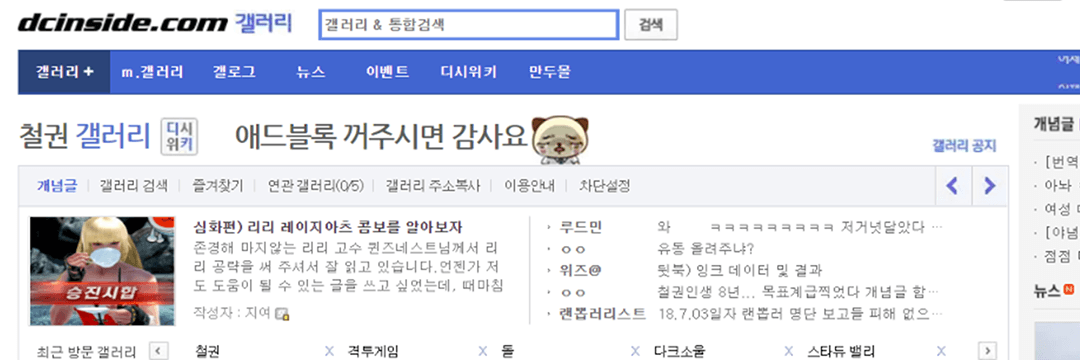 dcinside.com 갤러리
갤러리 & 통합검색
검색
갤러리 + m.갤러리 갤로그 뉴스 이벤트 디시위키 만두몰
철권 갤러리 디시위키 애드블록 꺼주시면 감사요
갤러리 공지
개념글 갤러리 검색 즐겨찾기 연관 갤러리(0/5) 갤러리 주소복사 이용안내 차단설정
승진시합
심화편) 리리 레이지아츠 콤보를 알아보자
존경해 마지않는 리리 고수 퀸즈네스트님께서 리
리 공략을 써 주셔서 잘 읽고 있습니다.언젠가 저
도 도움이 될 수 있는 글을 쓰고 싶었는데, 때마침
작성자 : 지여
· 루드민 와 ㅋㅋㅋㅋㅋㅋㅋㅋㅋ 저거넛달았다 ···
· ㅇㅇ 유동 올려주냐?
· 위즈@ 뒷북) 잉크 데이터 및 결과
· ㅇㅇ 철권인생 8년... 목표계급찍었다 개념글 함···
· 랜뽑러리스트 18.7.03일자 랜뽑러 명단 보고들 피해 없으···
최근 방문 갤러리 < 철권 X 격투게임 X 돌 X 다크소울 X 스타듀 밸리 X >
개념글
· [번역
· 아놔
· 여성
· [야념
· 점점
뉴스 N